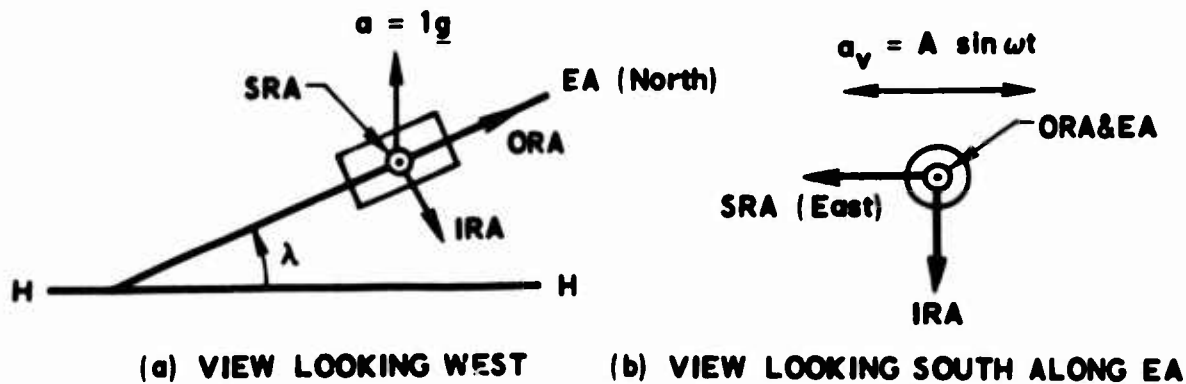 a = 1g
SRA
EA (North)
ORA
IRA
λ
H H
(a) VIEW LOOKING WEST
a_v = A sin ωt
ORA&EA
SRA (East)
IRA
(b) VIEW LOOKING SOUTH ALONG EA